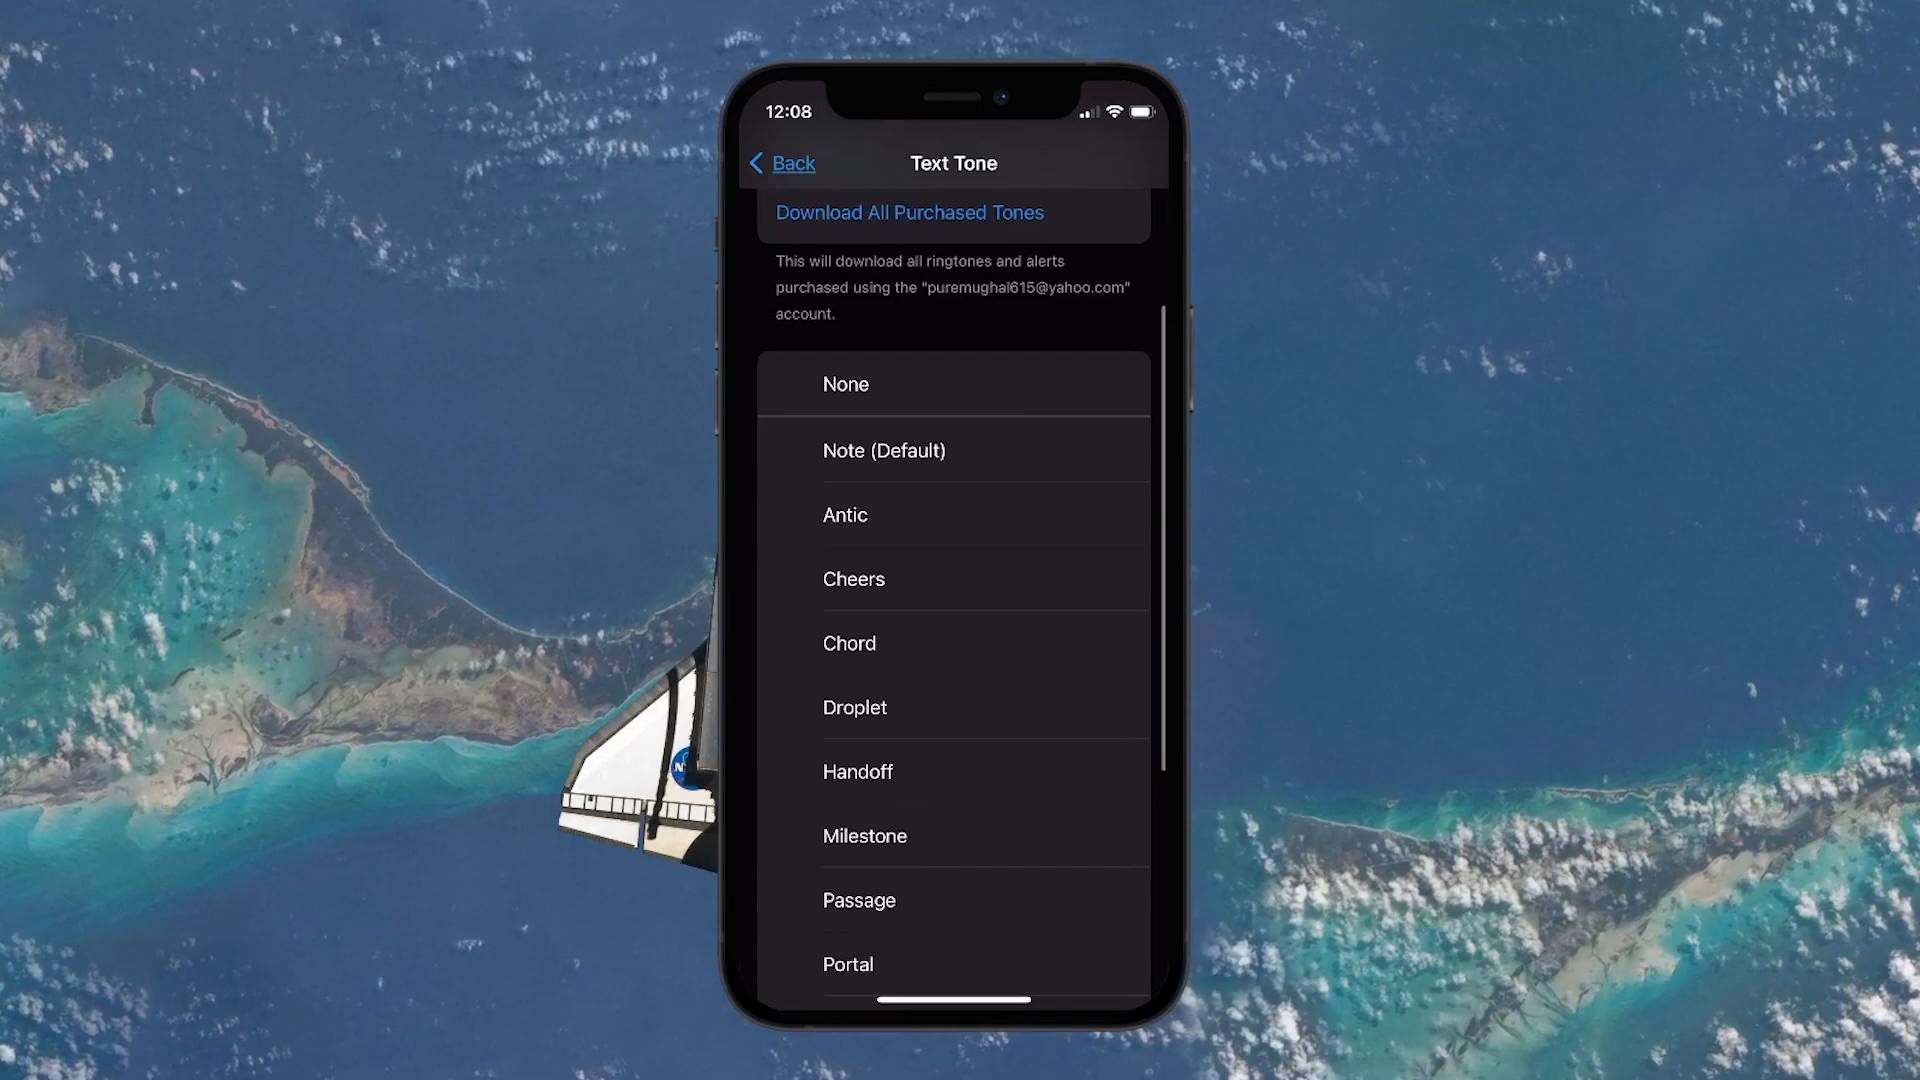 12:08
Back
Text Tone
Download All Purchased Tones
This will download all ringtones and alerts
purchased using the "puremughal615@yahoo.com"
account.
None
Note (Default)
Antic
Cheers
Chord
Droplet
Handoff
Milestone
Passage
Portal